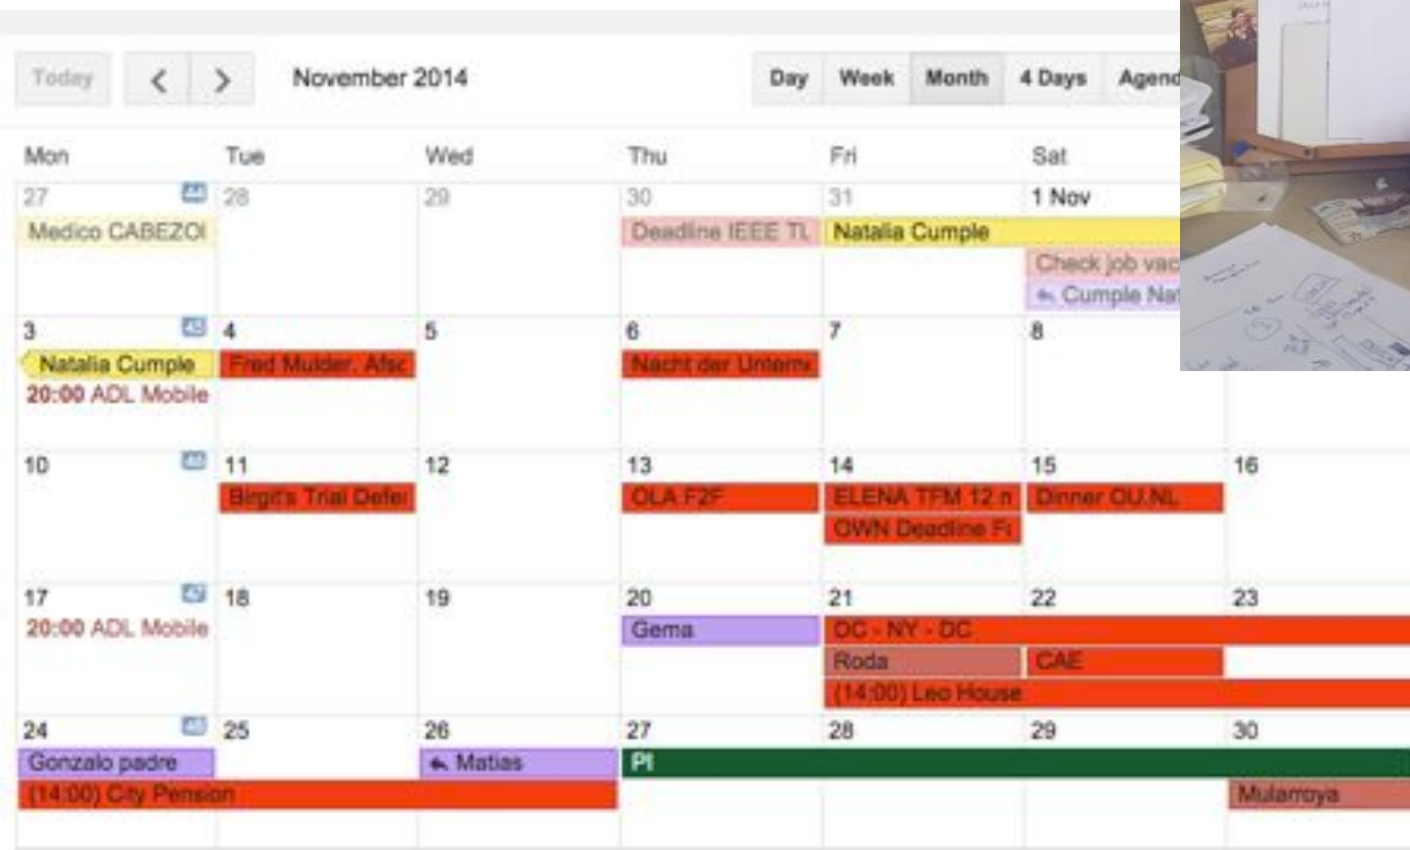 Today < > November 2014 Day Week Month 4 Days Agend
Mon Tue Wed Thu Fri Sat
27 28 29 30 31 1 Nov
Medico CABEZOI Deadline IEEE TL Natalia Cumple
Check job vac
Cumple Nat
3 4 5 6 7 8
Natalia Cumple Fred Mulder. Afsc Nacht der Unterne
20:00 ADL Mobile
10 11 12 13 14 15 16
Birgit's Trial Defei OLA F2F ELENA TFM 12 n Dinner OU.NL
OWN Deadline Fi
17 18 19 20 21 22 23
20:00 ADL Mobile Gema DC - NY - DC
Roda CAE
(14:00) Leo House
24 25 26 27 28 29 30
Gonzalo padre Matias PI
(14:00) City Pension Mularroya